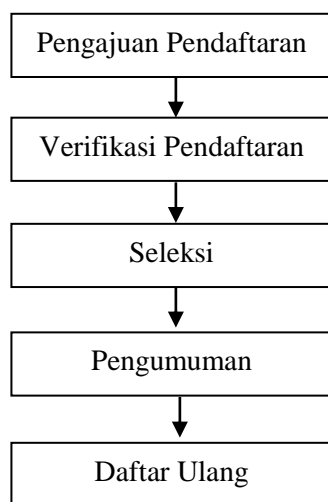 Pengajuan Pendaftaran
Verifikasi Pendaftaran
Seleksi
Pengumuman
Daftar Ulang